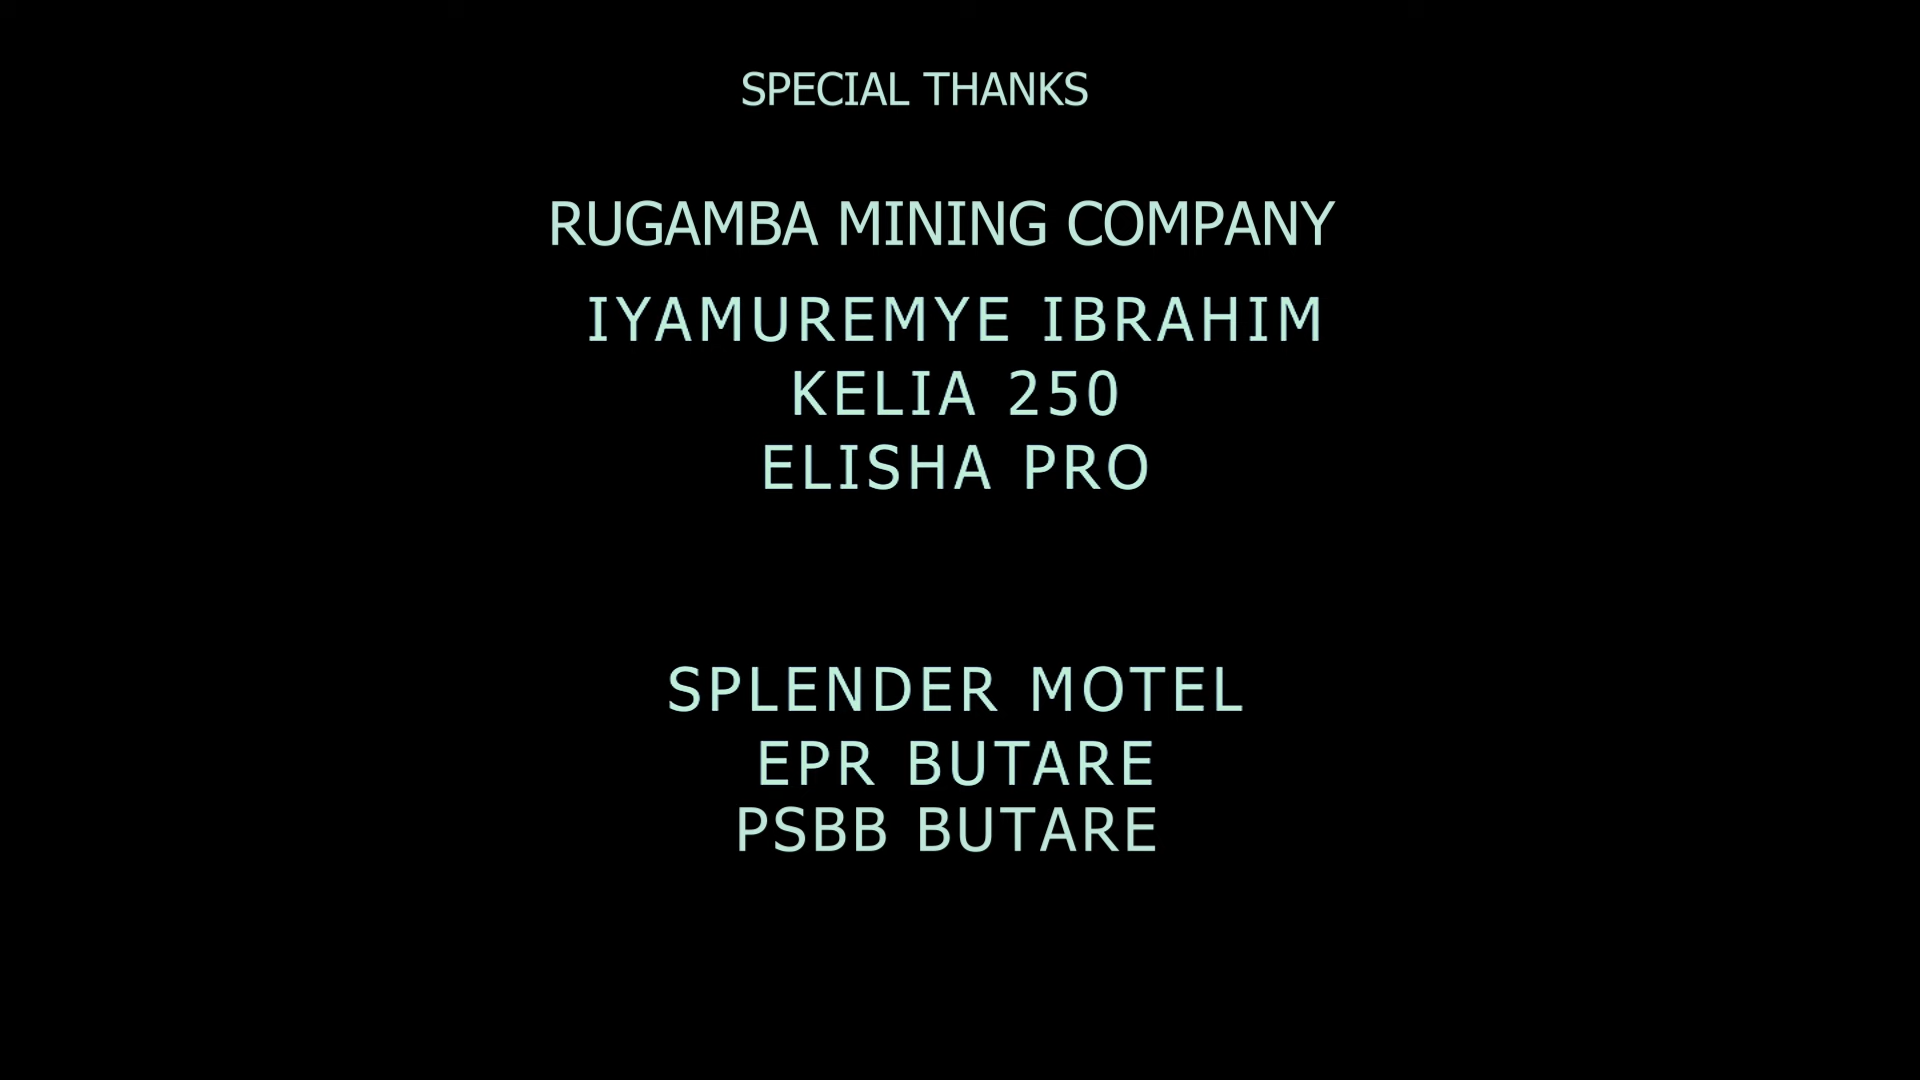 SPECIAL THANKS
RUGAMBA MINING COMPANY
IYAMUREMYE IBRAHIM
KELIA 250
ELISHA PRO
SPLENDER MOTEL
EPR BUTARE
PSBB BUTARE